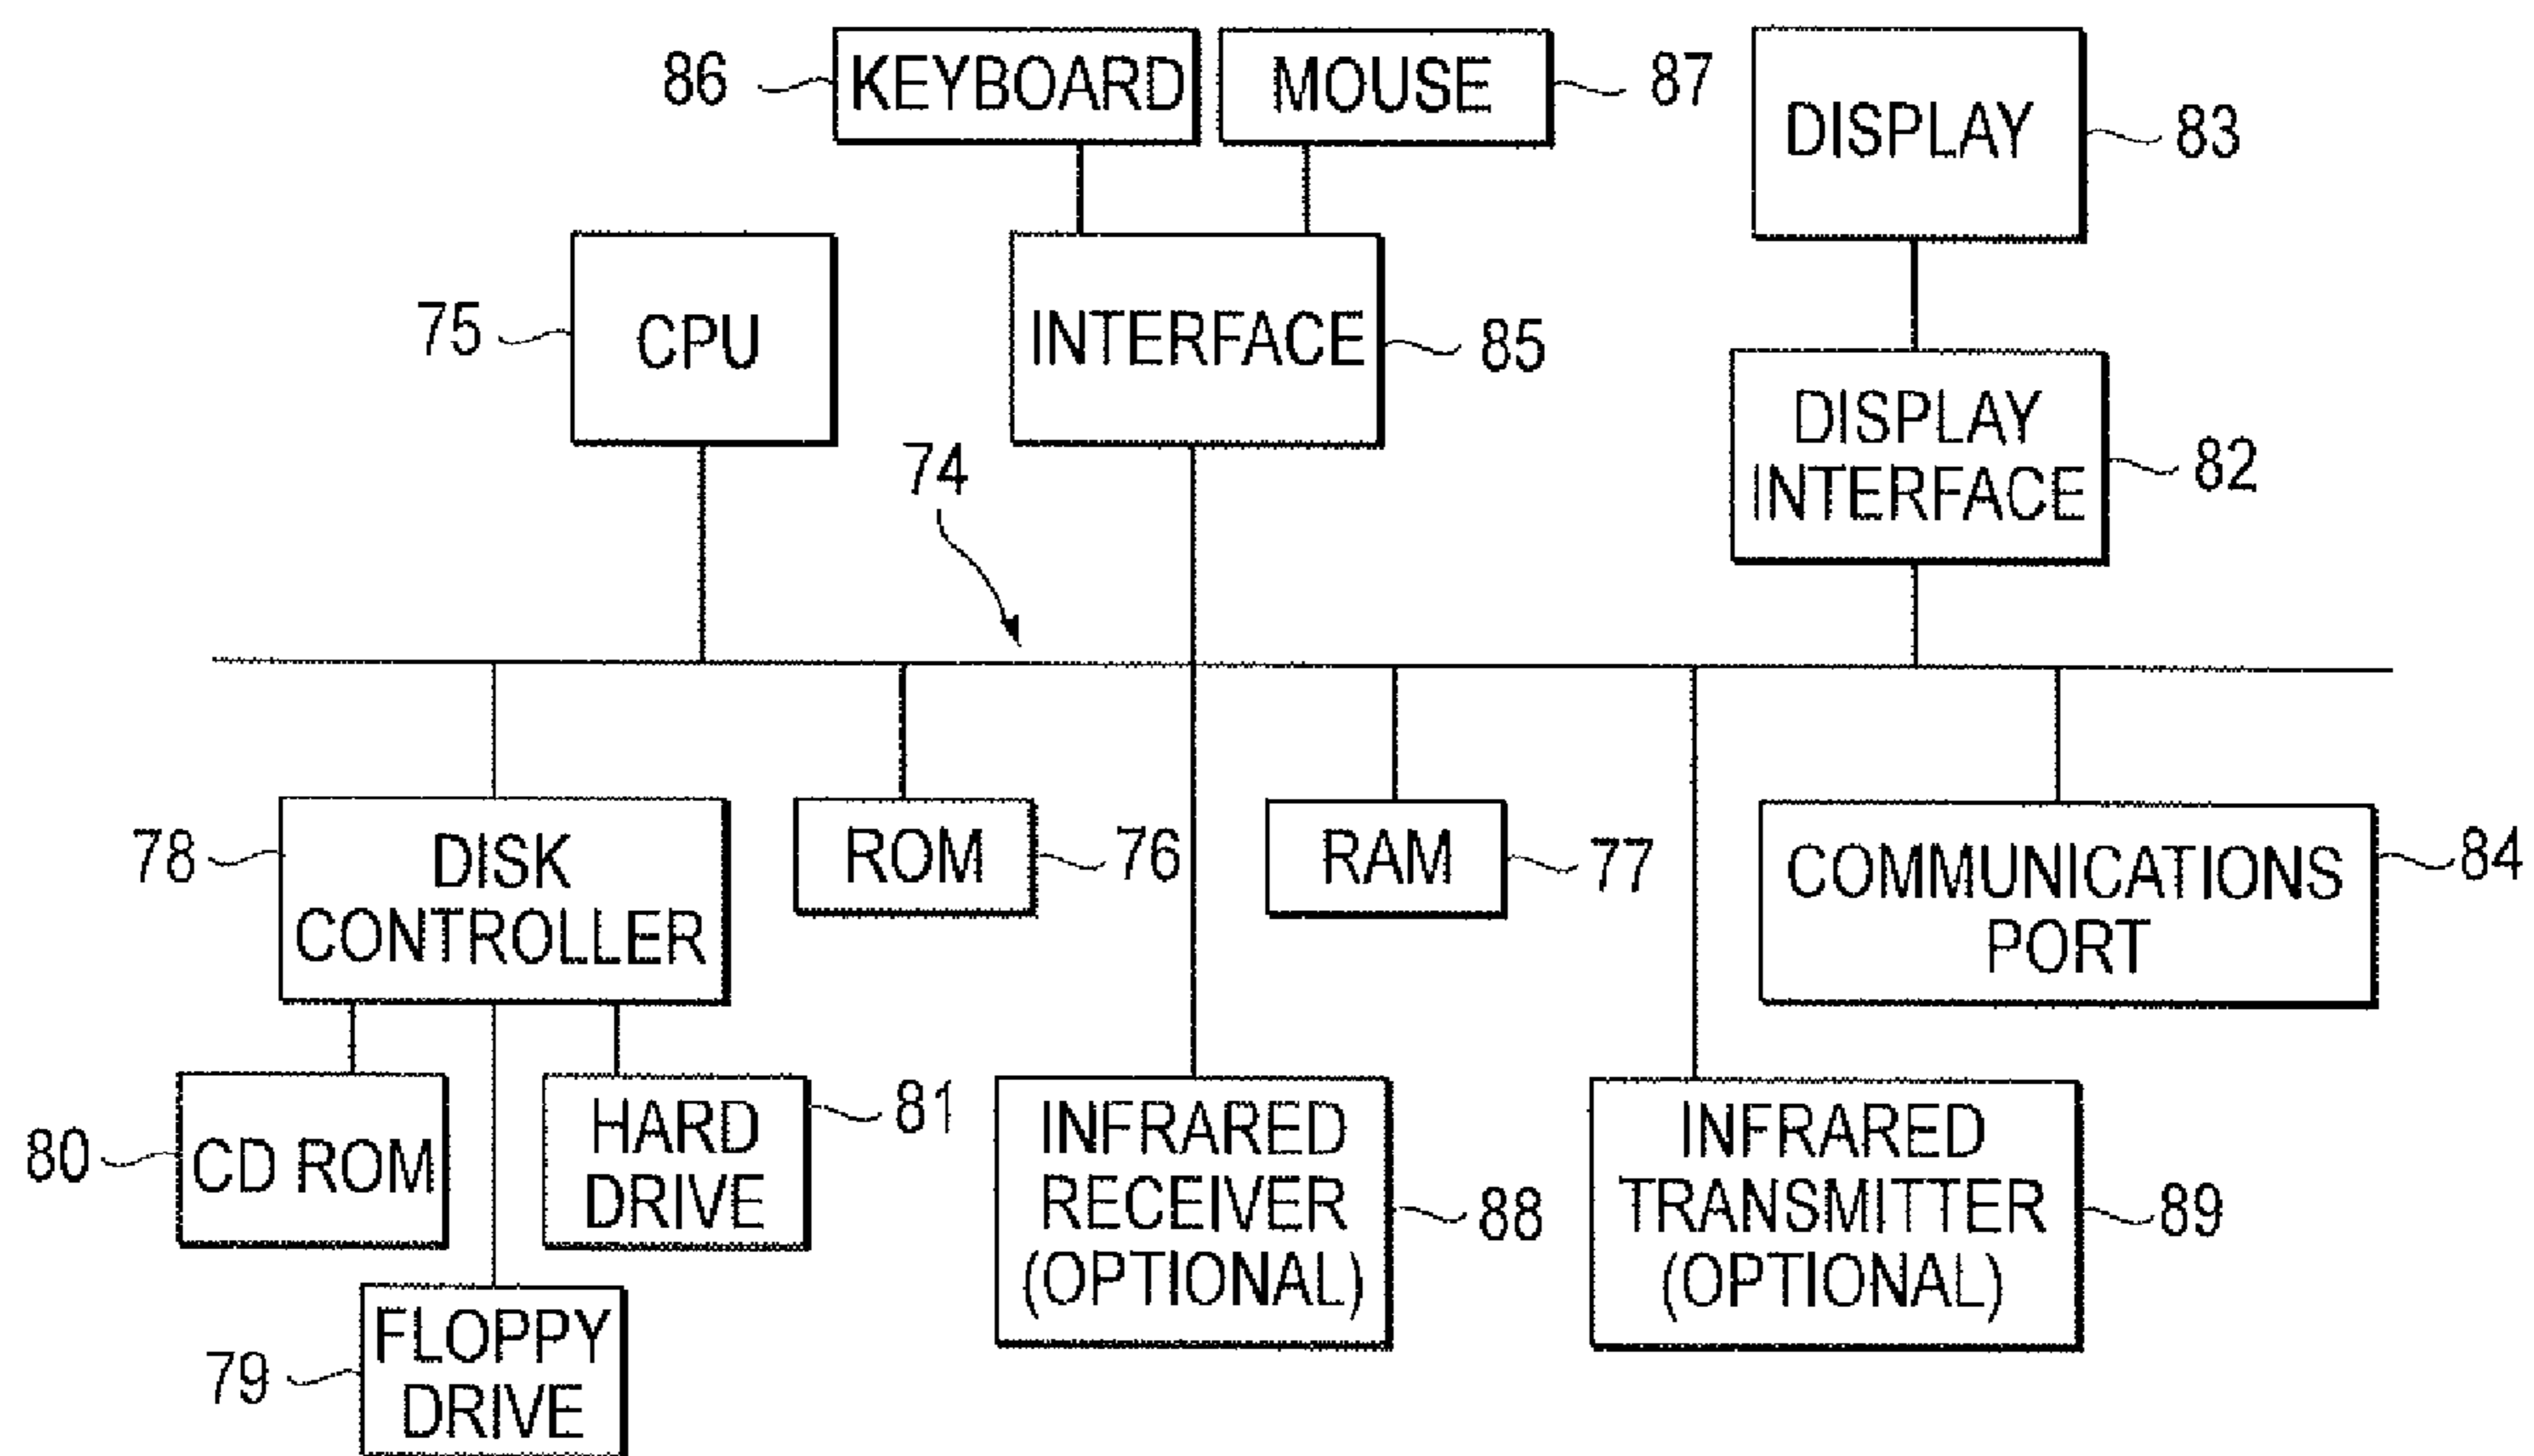 86
KEYBOARD
MOUSE
87
DISPLAY
83
75
CPU
INTERFACE
85
DISPLAY
INTERFACE
82
74
78
DISK
CONTROLLER
ROM
76
RAM
77
COMMUNICATIONS
PORT
84
80
CD ROM
HARD
DRIVE
81
INFRARED
RECEIVER
(OPTIONAL)
88
INFRARED
TRANSMITTER
(OPTIONAL)
89
79
FLOPPY
DRIVE